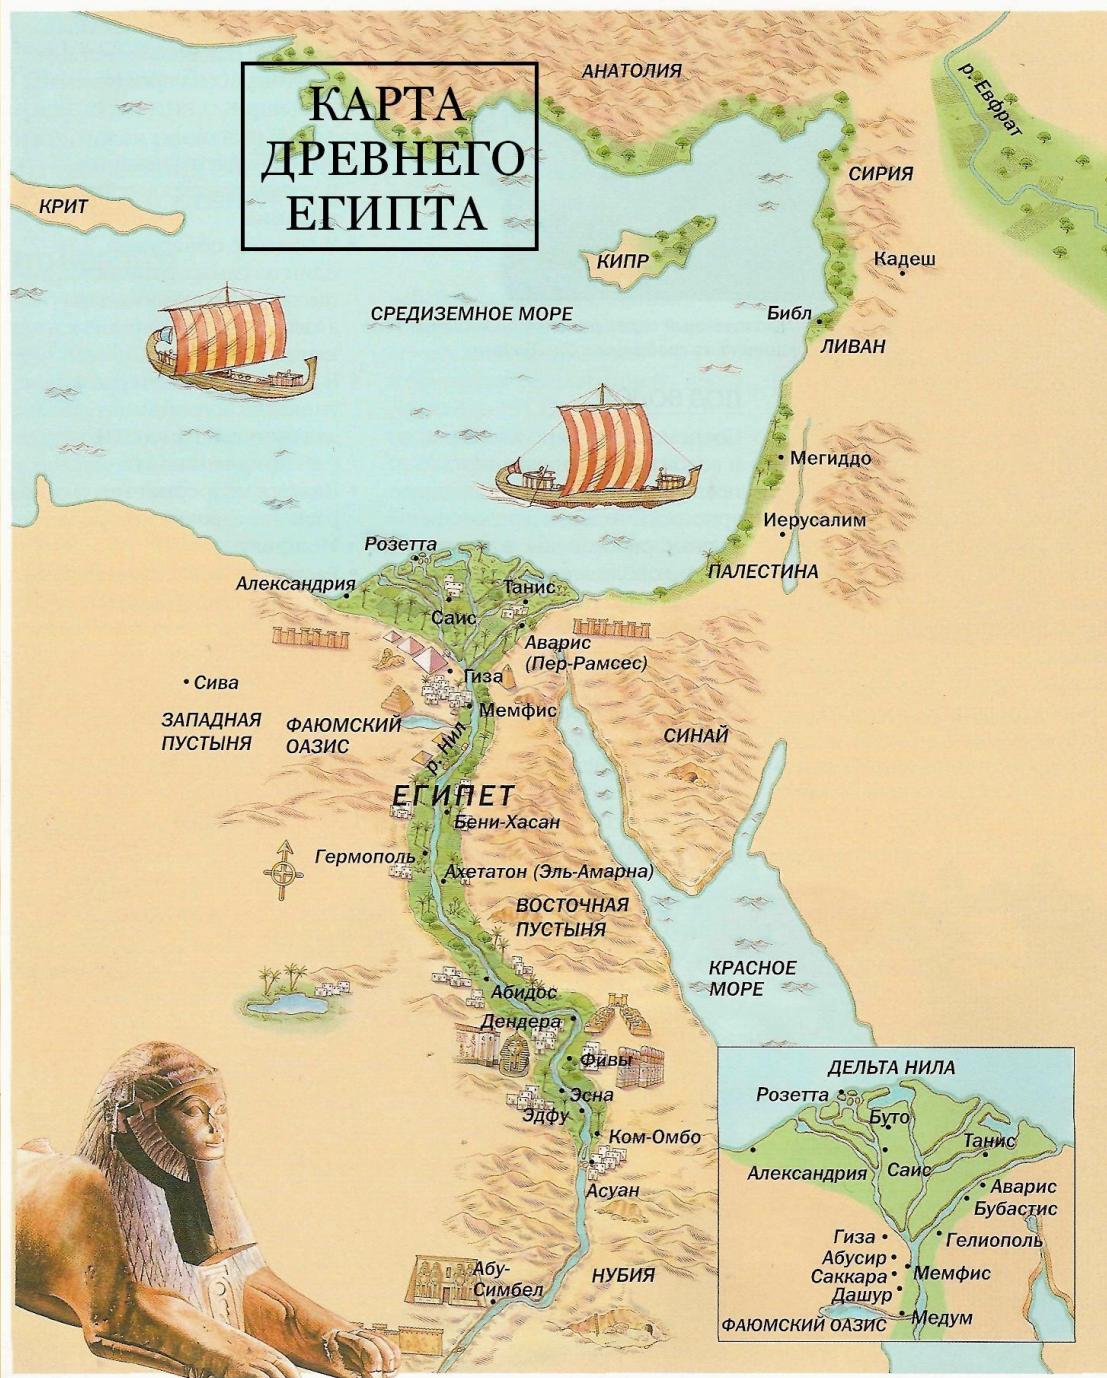 КАРТА
ДРЕВНЕГО
ЕГИПТА
АНАТОЛИЯ
р. Евфрат
СИРИЯ
КРИТ
КИПР
Кадеш
СРЕДИЗЕМНОЕ МОРЕ
Библ
ЛИВАН
Мегиддо
Иерусалим
ПАЛЕСТИНА
Розетта
Александрия
Танис
Саис
Аварис
(Пер-Рамсес)
Гиза
Сива
Мемфис
ЗАПАДНАЯ
ПУСТЫНЯ
ФАЮМСКИЙ
ОАЗИС
р. Нил
СИНАЙ
ЕГИПЕТ
Бени-Хасан
Гермополь
Ахетатон (Эль-Амарна)
ВОСТОЧНАЯ
ПУСТЫНЯ
КРАСНОЕ
МОРЕ
Абидос
Дендера
Фивы
Эсна
Эдфу
Ком-Омбо
Асуан
Абу-
Симбел
НУБИЯ
ДЕЛЬТА НИЛА
Розетта
Буто
Танис
Александрия
Саис
Аварис
Бубастис
Гиза
Гелиополь
Абусир
Саккара
Мемфис
Дашур
Медум
ФАЮМСКИЙ ОАЗИС